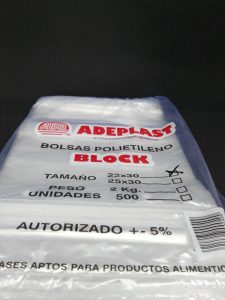 ADEPLAST
BOLSAS POLIETILENO
BLOCK
TAMAÑO 22x30
25x30
PESO 2 Kg.
UNIDADES 500
AUTORIZADO +- 5%
ASES APTOS PARA PRODUCTOS ALIMENTIC